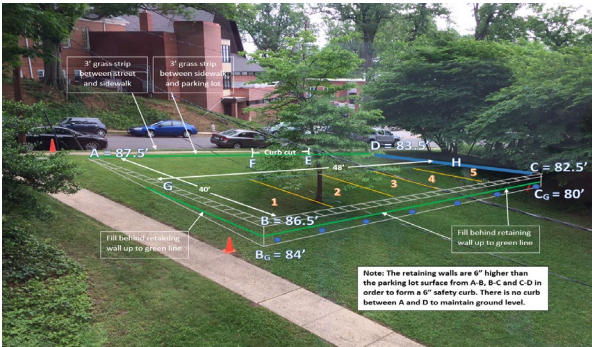 3’ grass strip
between street
and sidewalk
3’ grass strip
between sidewalk
and parking lot
Curb cut
A = 87.5’
F
E
D = 83.5’
H
C = 82.5’
CG = 80’
G
48’
40’
1
2
3
4
5
B = 86.5’
BG = 84’
Fill behind retaining
wall up to green line
Fill behind retaining
wall up to green line
Note: The retaining walls are 6” higher than
the parking lot surface from A-B, B-C and C-D in
order to form a 6” safety curb. There is no curb
between A and D to maintain ground level.